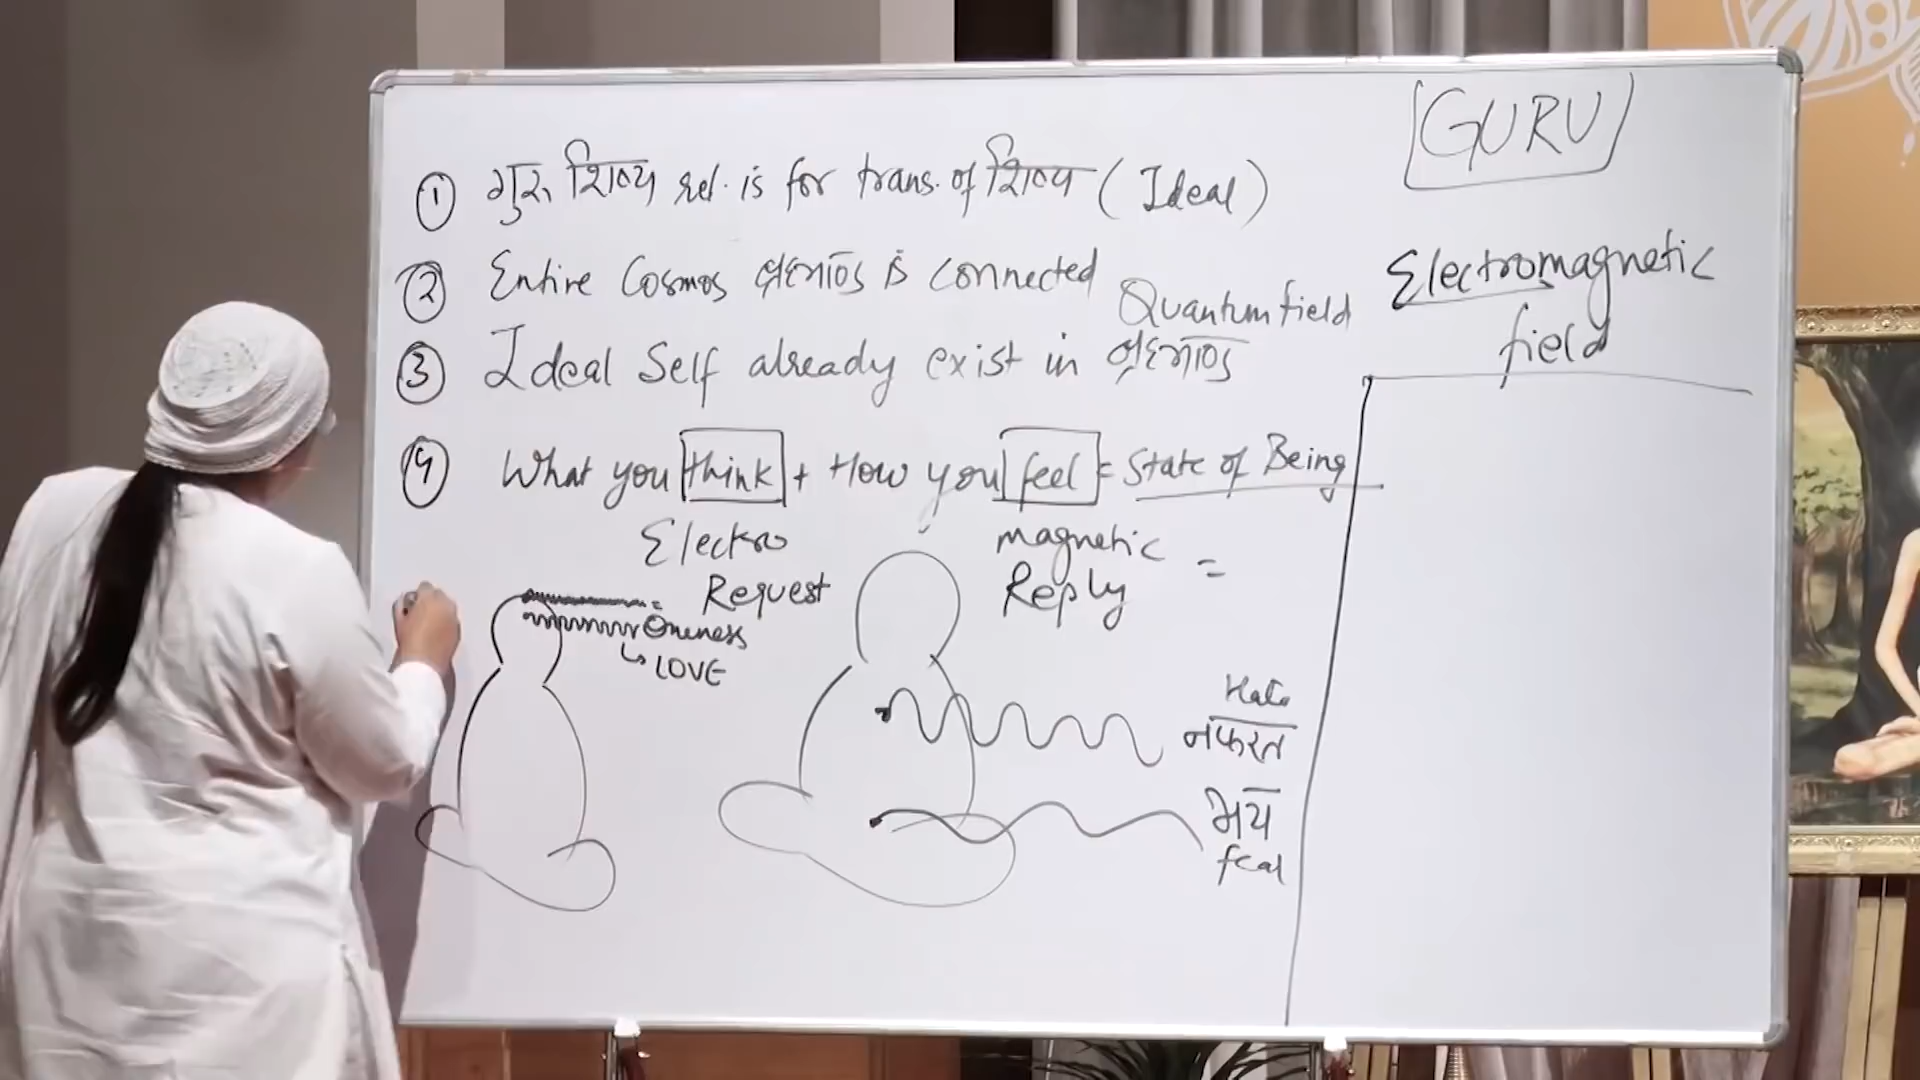 ① गुरु शिष्य rel. is for trans. of शिष्य (Ideal)
② Entire Cosmos ब्रह्मांड is connected
Quantum field
③ Ideal Self already exist in ब्रह्मांड
④ What you think + How you feel = State of Being
Electro
magnetic =
Request
Reply
= Oneness
↳ LOVE
Hate
नफरत
भय
fear
GURU
Electromagnetic
field